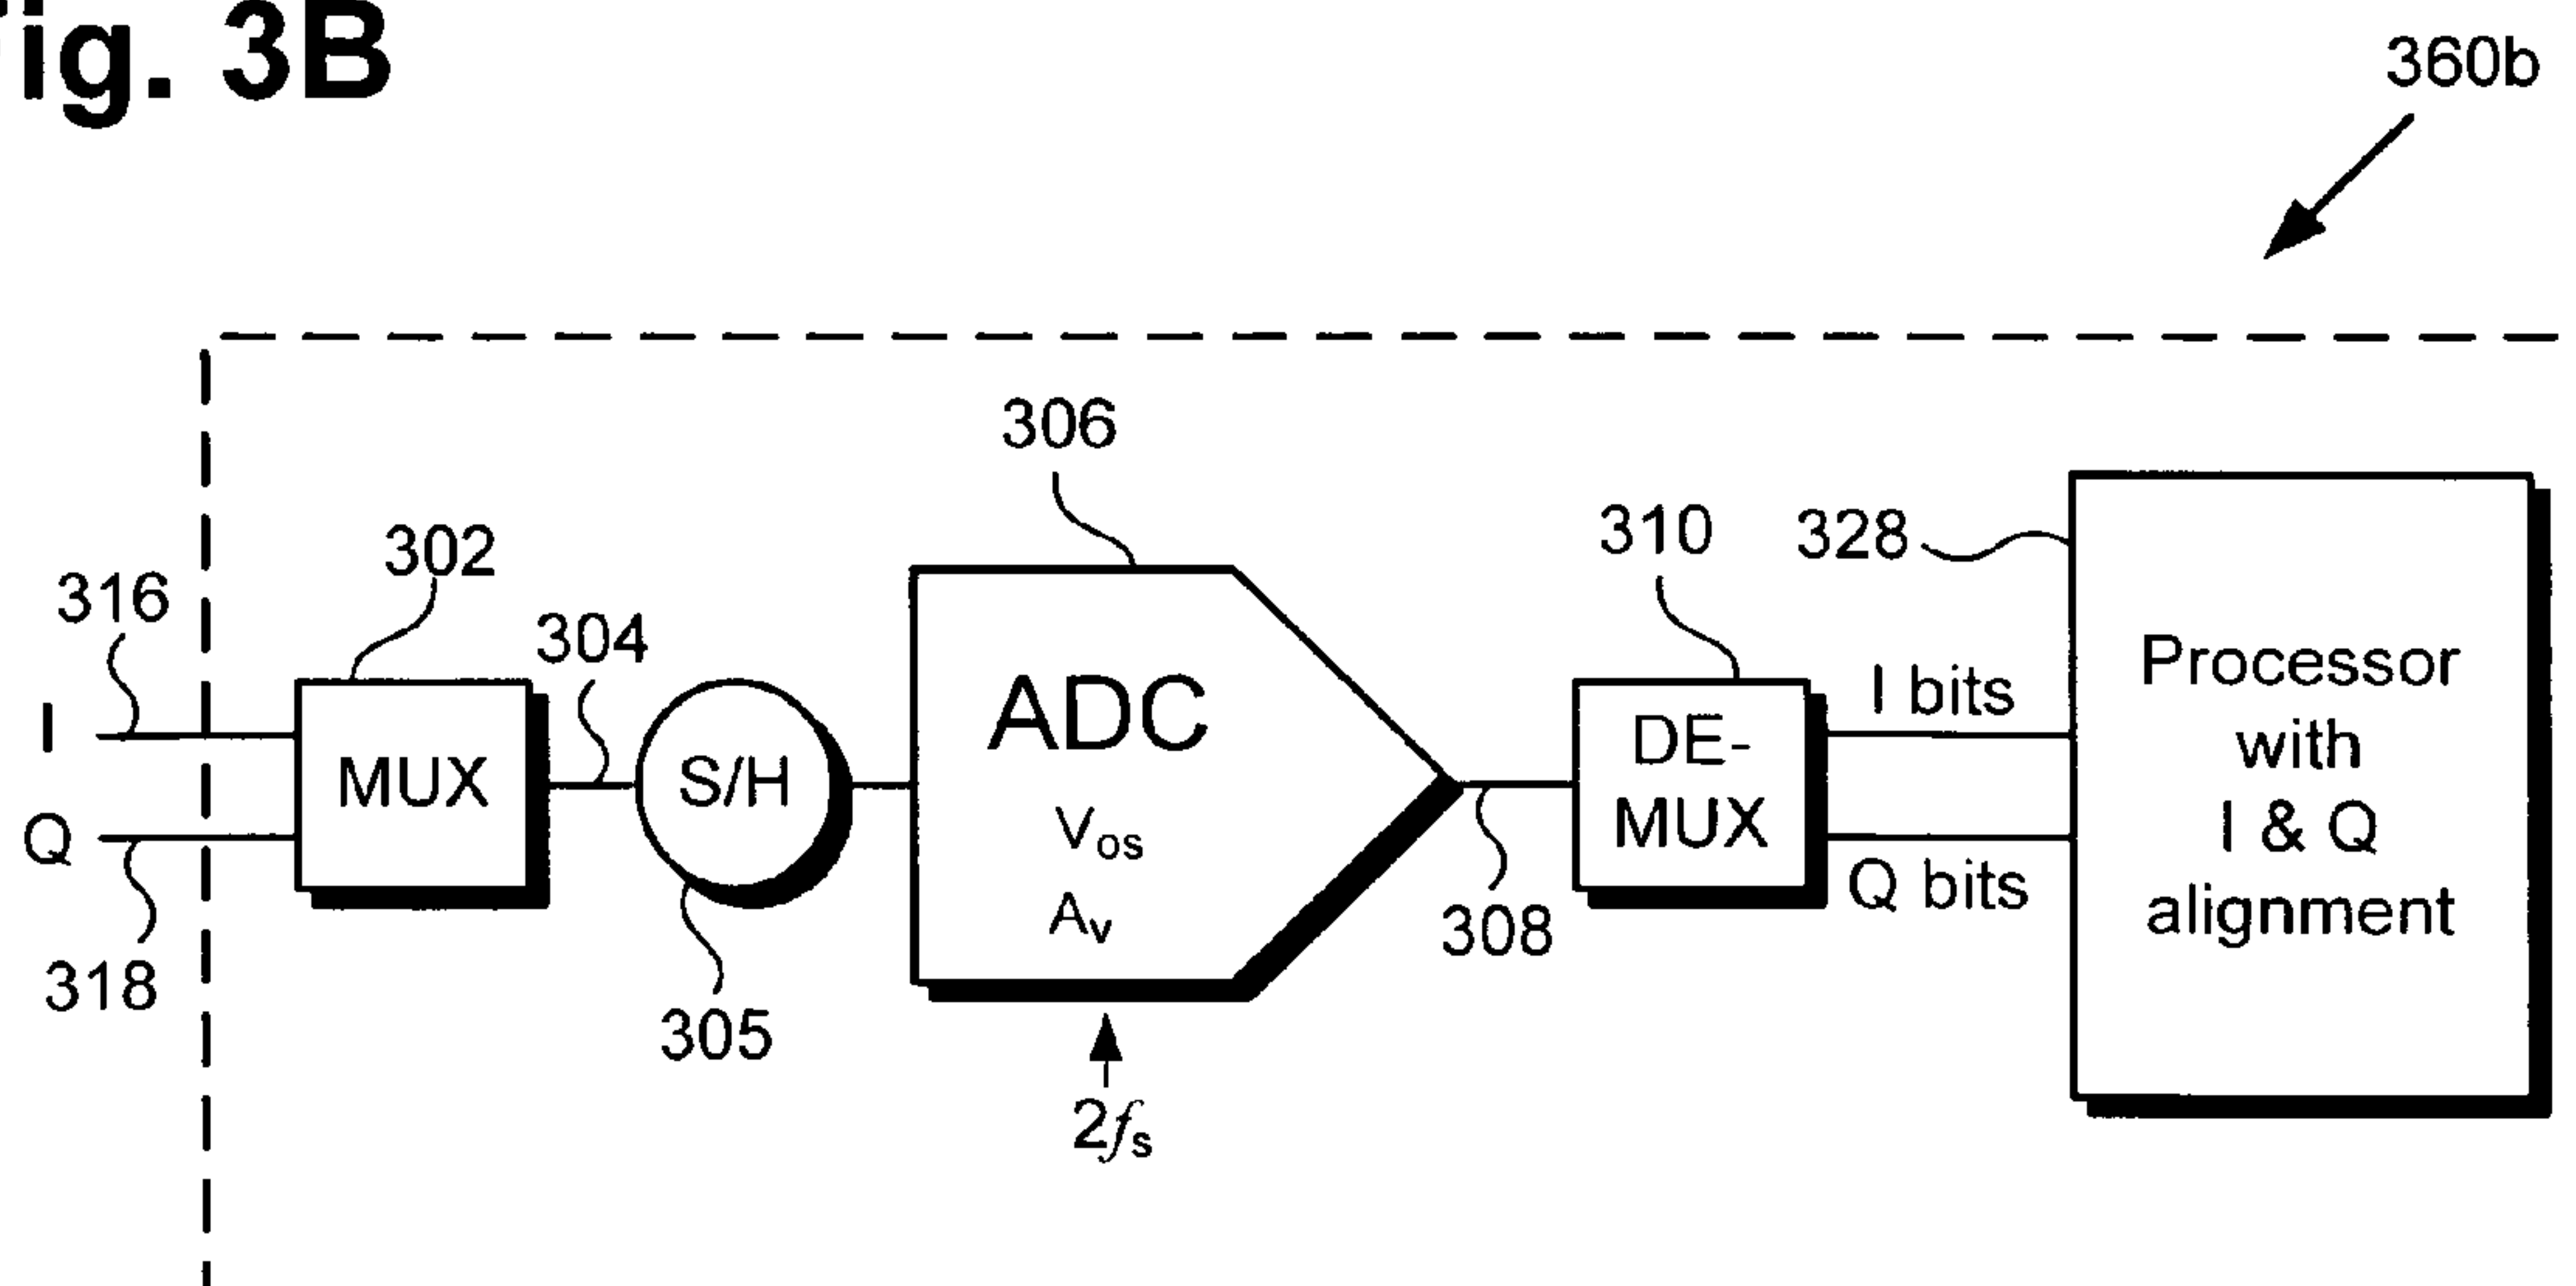 ig. 3B
360b
306
310
328
302
316
304
I
Q
MUX
S/H
ADC
Vos
Av
DE-
MUX
I bits
Q bits
Processor
with
I & Q
alignment
308
318
305
2fs